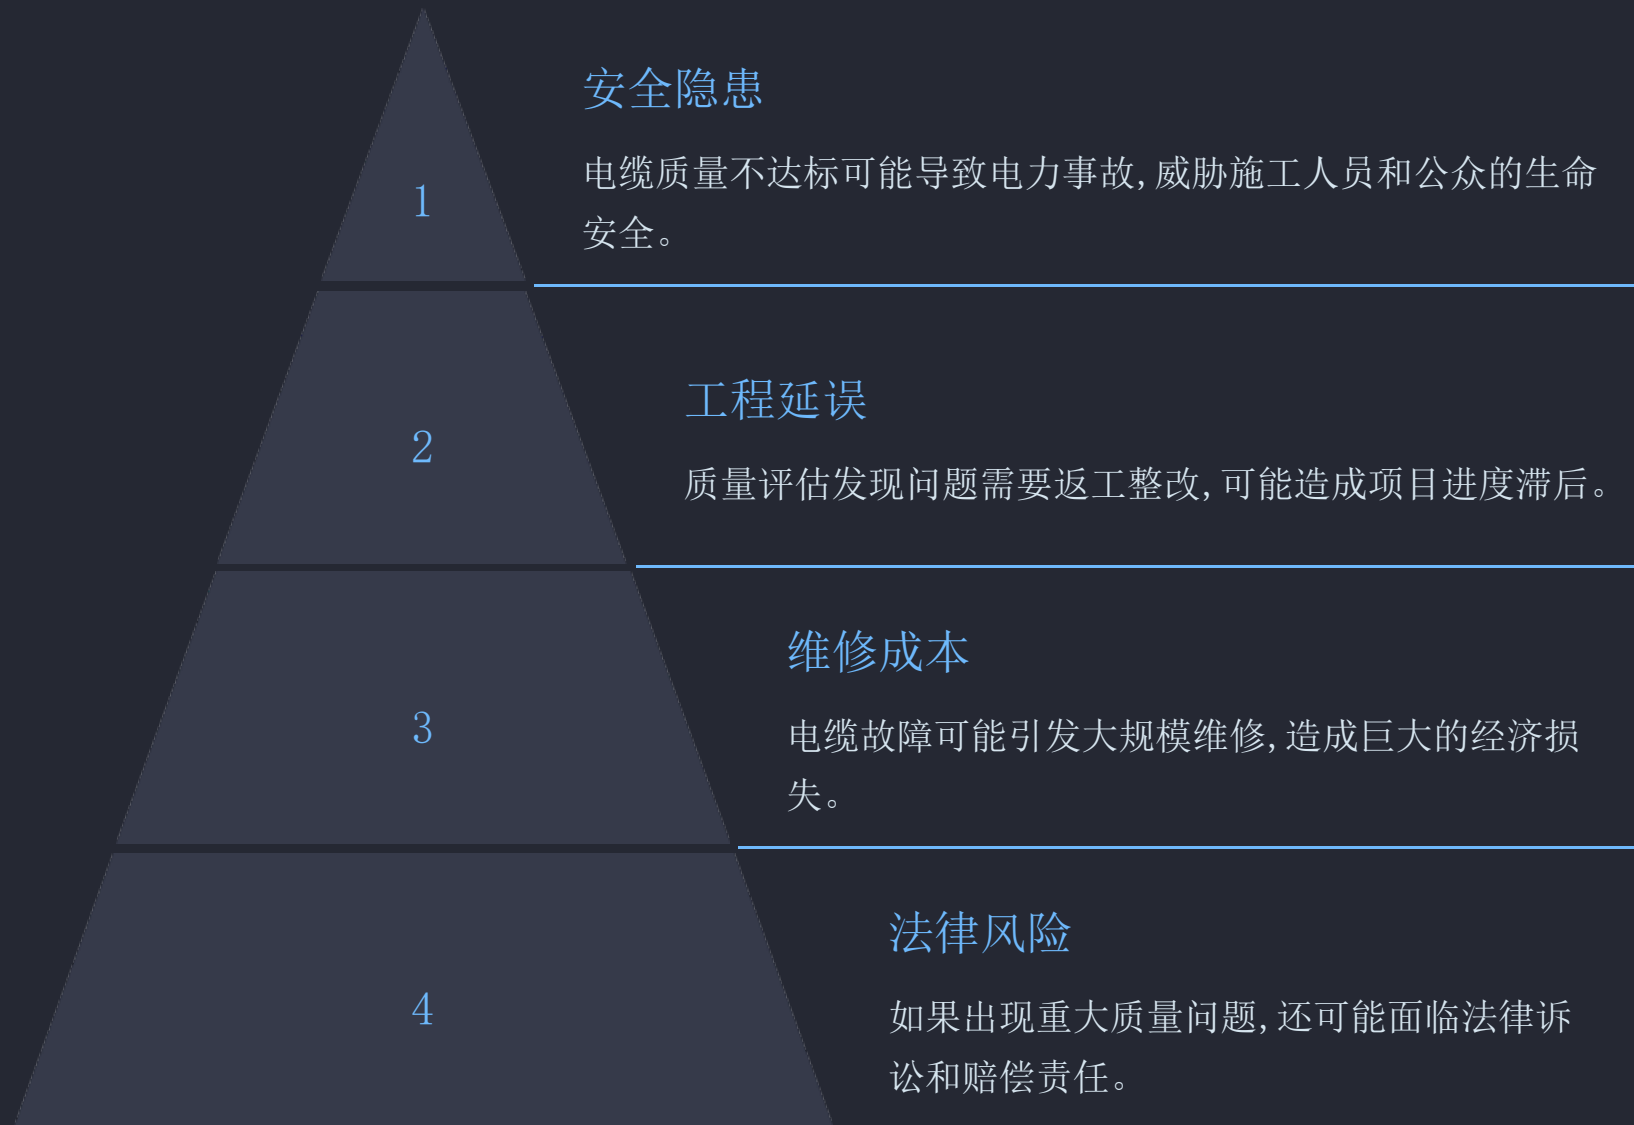 1
安全隐患
电缆质量不达标可能导致电力事故,威胁施工人员和公众的生命
安全。
2
工程延误
质量评估发现问题需要返工整改,可能造成项目进度滞后。
3
维修成本
电缆故障可能引发大规模维修,造成巨大的经济损
失。
4
法律风险
如果出现重大质量问题,还可能面临法律诉
讼和赔偿责任。